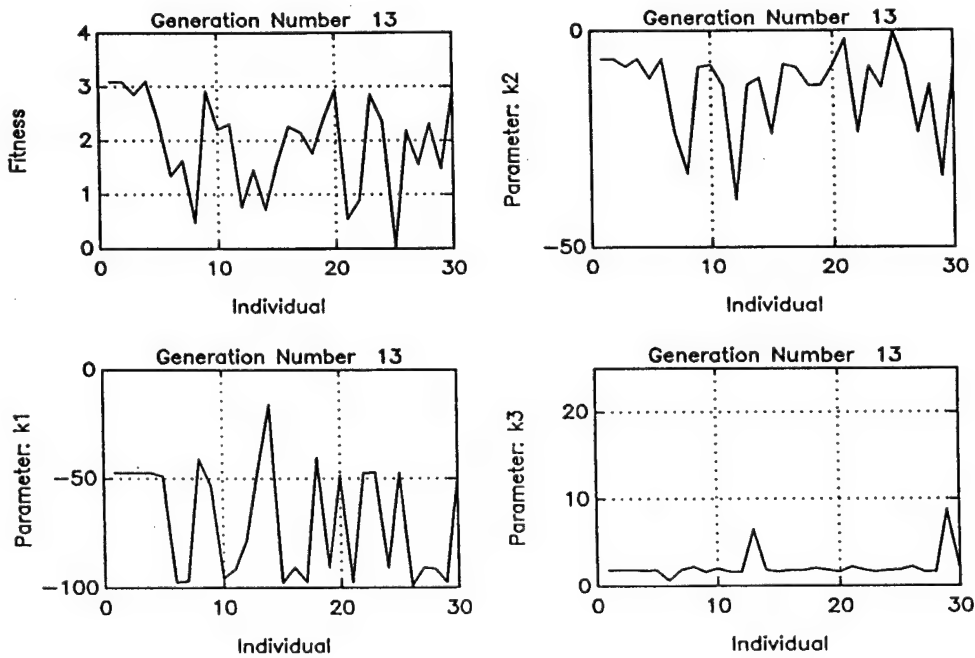 Generation Number 13
4
3
2
1
0
Fitness
0
10
20
30
Individual
Generation Number 13
0
-50
Parameter: k2
0
10
20
30
Individual
Generation Number 13
0
-50
-100
Parameter: k1
0
10
20
30
Individual
Generation Number 13
20
10
0
Parameter: k3
0
10
20
30
Individual